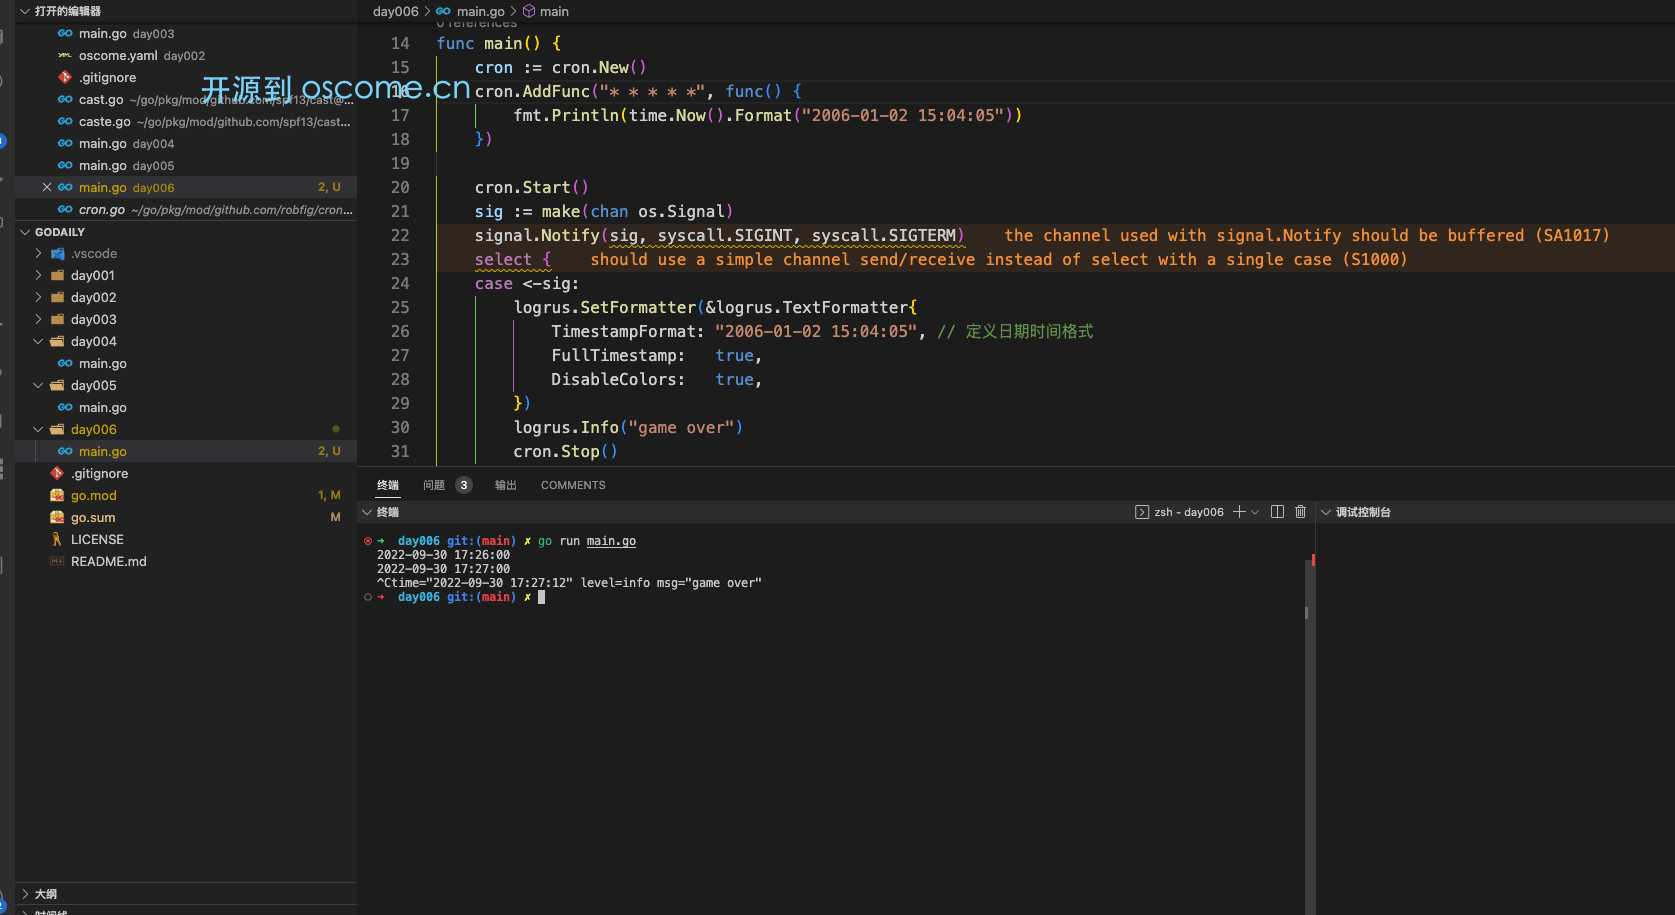 打开的编辑器
main.go day003
oscome.yaml day002
.gitignore
cast.go ~/go/pkg/mod/github.com/spf13/cast@...
caste.go ~/go/pkg/mod/github.com/spf13/cast...
main.go day004
main.go day005
main.go day006 2, U
cron.go ~/go/pkg/mod/github.com/robfig/cron...
开源到 oscome.cn
GODAILY
.vscode
day001
day002
day003
day004
main.go
day005
main.go
day006
main.go 2, U
.gitignore
go.mod 1, M
go.sum M
LICENSE
README.md
大纲
时间线
day006 > main.go > main
0 references
14 func main() {
15 cron := cron.New()
16 cron.AddFunc("* * * * *", func() {
17 fmt.Println(time.Now().Format("2006-01-02 15:04:05"))
18 })
19
20 cron.Start()
21 sig := make(chan os.Signal)
22 signal.Notify(sig, syscall.SIGINT, syscall.SIGTERM) the channel used with signal.Notify should be buffered (SA1017)
23 select { should use a simple channel send/receive instead of select with a single case (S1000)
24 case <-sig:
25 logrus.SetFormatter(&logrus.TextFormatter{
26 TimestampFormat: "2006-01-02 15:04:05", // 定义日期时间格式
27 FullTimestamp: true,
28 DisableColors: true,
29 })
30 logrus.Info("game over")
31 cron.Stop()
终端 问题 3 输出 COMMENTS
终端 zsh - day006 调试控制台
➜ day006 git:(main) ✗ go run main.go
2022-09-30 17:26:00
2022-09-30 17:27:00
^Ctime="2022-09-30 17:27:12" level=info msg="game over"
➜ day006 git:(main) ✗